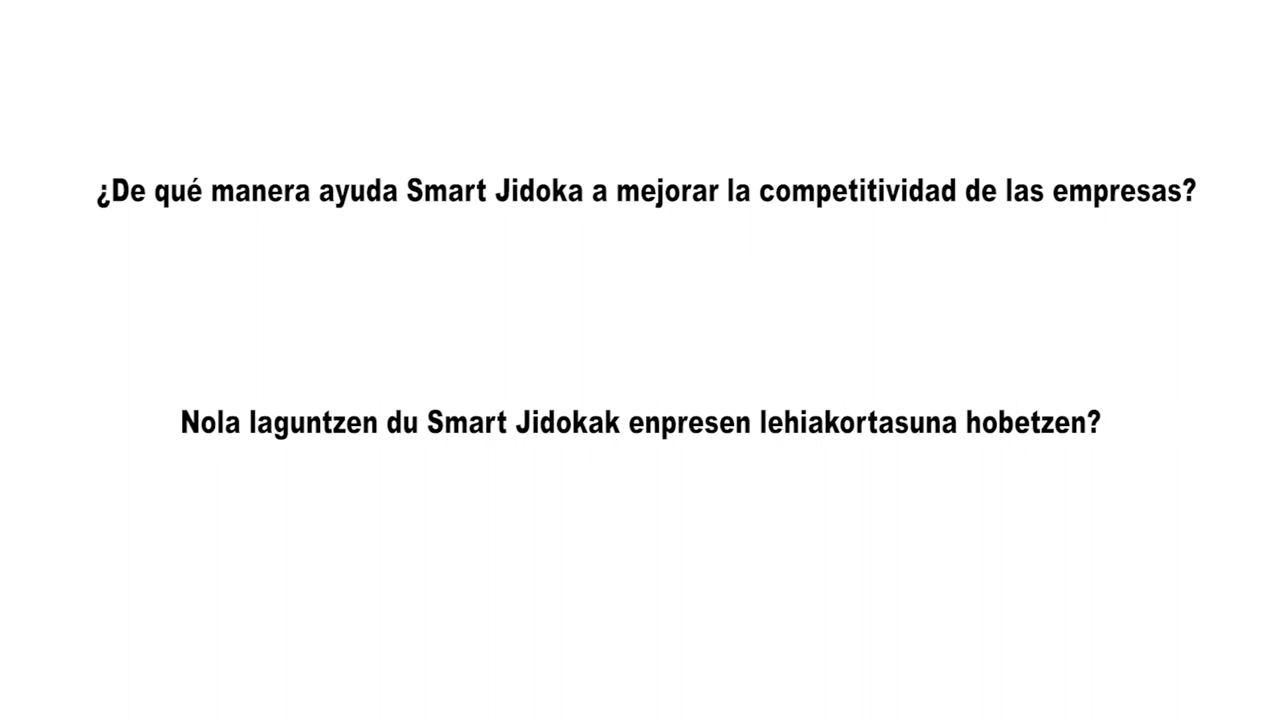 ¿De qué manera ayuda Smart Jidoka a mejorar la competitividad de las empresas?
Nola laguntzen du Smart Jidokak enpresen lehiakortasuna hobetzen?